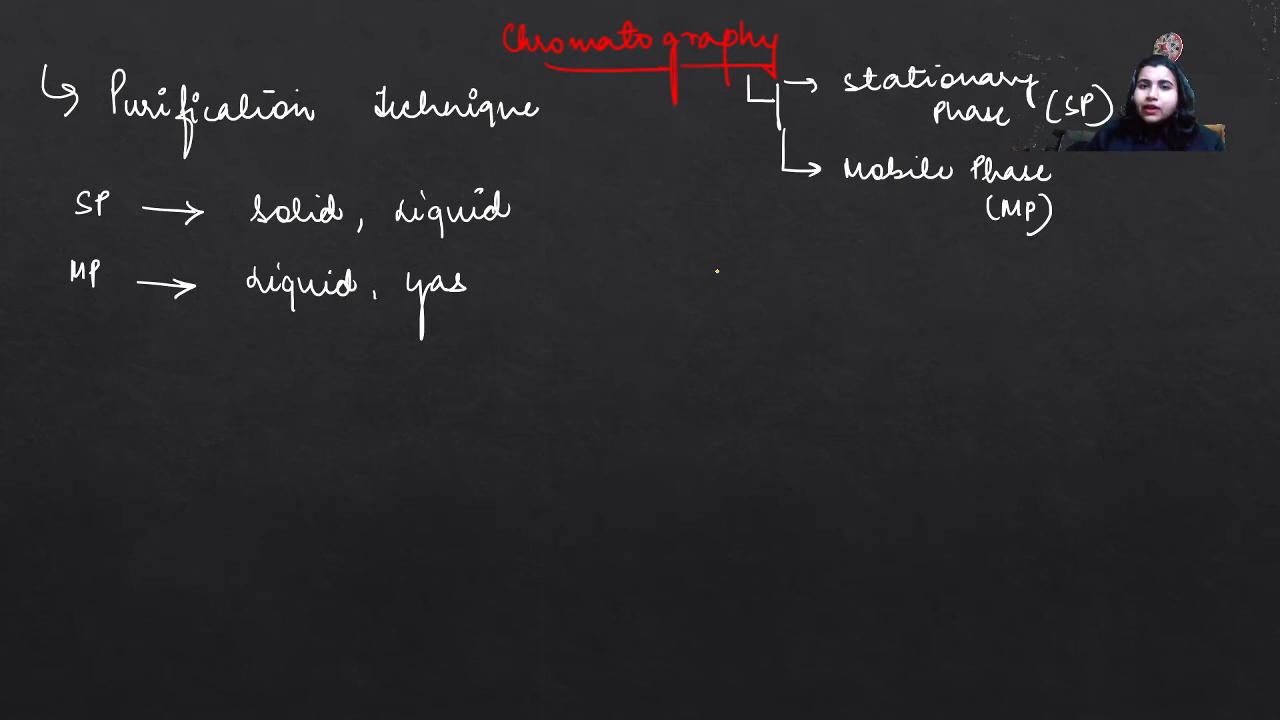 Chromatography
↳ Purification Technique
→ Stationary Phase (SP)
→ Mobile Phase (MP)
SP → Solid, Liquid
MP → Liquid, gas